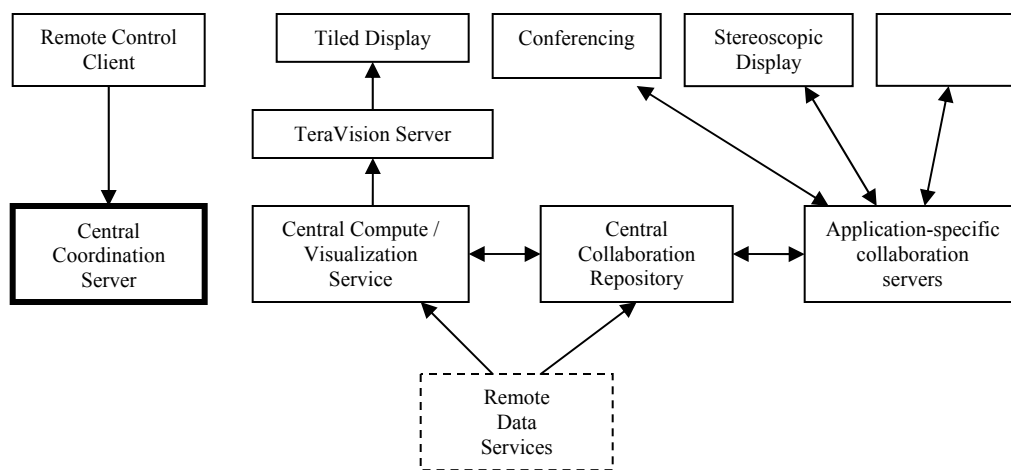 Remote Control
Client
Tiled Display
Conferencing
Stereoscopic
Display
TeraVision Server
Central
Coordination
Server
Central Compute /
Visualization
Service
Central
Collaboration
Repository
Application-specific
collaboration
servers
Remote
Data
Services